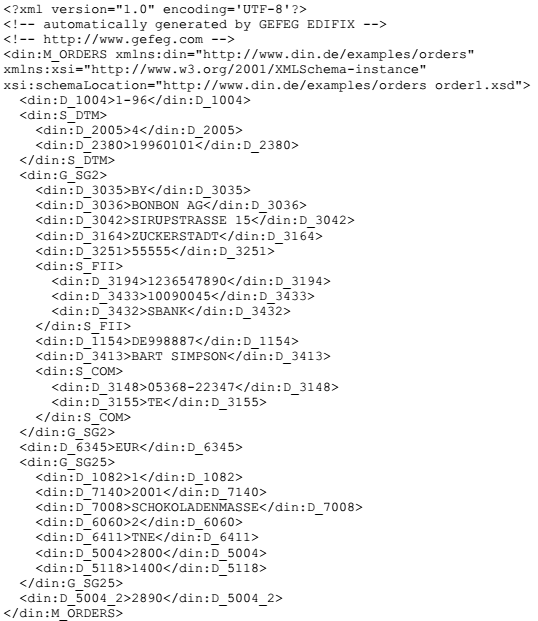 <?xml version="1.0" encoding='UTF-8'?>
<!-- automatically generated by GEFEG EDIFIX -->
<!-- http://www.gefeg.com -->
<din:M_ORDERS xmlns:din="http://www.din.de/examples/orders"
xmlns:xsi="http://www.w3.org/2001/XMLSchema-instance"
xsi:schemaLocation="http://www.din.de/examples/orders order1.xsd">
  <din:D_1004>1-96</din:D_1004>
  <din:S_DTM>
    <din:D_2005>4</din:D_2005>
    <din:D_2380>19960101</din:D_2380>
  </din:S_DTM>
  <din:G_SG2>
    <din:D_3035>BY</din:D_3035>
    <din:D_3036>BONBON AG</din:D_3036>
    <din:D_3042>SIRUPSTRASSE 15</din:D_3042>
    <din:D_3164>ZUCKERSTADT</din:D_3164>
    <din:D_3251>55555</din:D_3251>
    <din:S_FII>
      <din:D_3194>1236547890</din:D_3194>
      <din:D_3433>10090045</din:D_3433>
      <din:D_3432>SBANK</din:D_3432>
    </din:S_FII>
    <din:D_1154>DE998887</din:D_1154>
    <din:D_3413>BART SIMPSON</din:D_3413>
    <din:S_COM>
      <din:D_3148>05368-22347</din:D_3148>
      <din:D_3155>TE</din:D_3155>
    </din:S_COM>
  </din:G_SG2>
  <din:D_6345>EUR</din:D_6345>
  <din:G_SG25>
    <din:D_1082>1</din:D_1082>
    <din:D_7140>2001</din:D_7140>
    <din:D_7008>SCHOKOLADENMASSE</din:D_7008>
    <din:D_6060>2</din:D_6060>
    <din:D_6411>TNE</din:D_6411>
    <din:D_5004>2800</din:D_5004>
    <din:D_5118>1400</din:D_5118>
  </din:G_SG25>
  <din:D_5004_2>2890</din:D_5004_2>
</din:M_ORDERS>